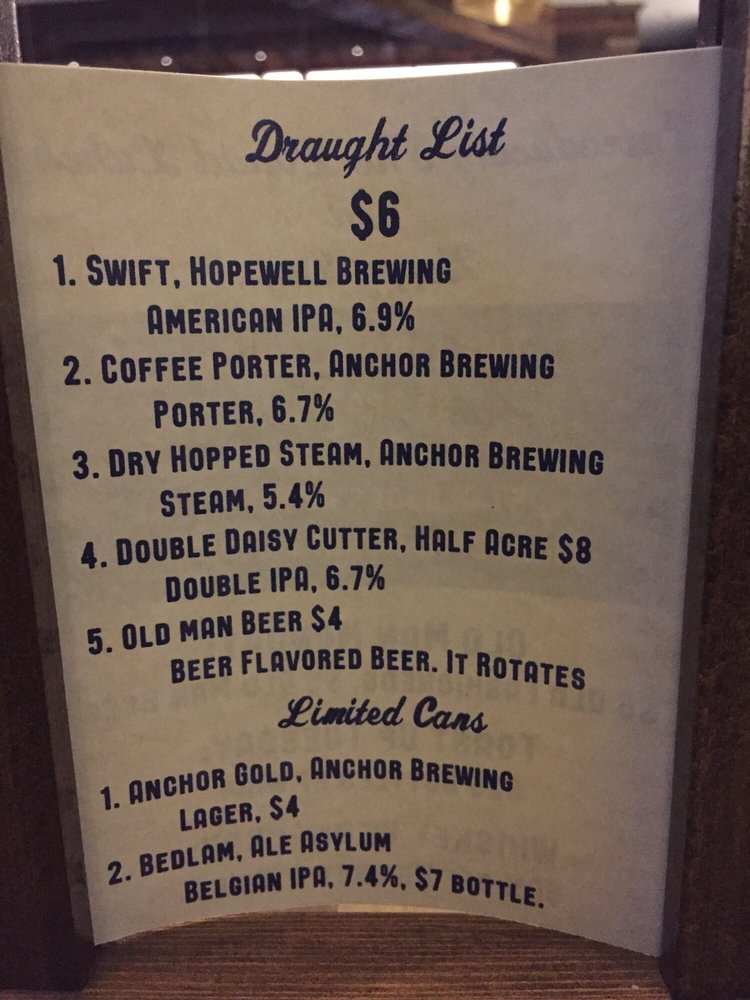 Draught List
$6
1. Swift, Hopewell Brewing
American IPA, 6.9%
2. Coffee Porter, Anchor Brewing
Porter, 6.7%
3. Dry Hopped Steam, Anchor Brewing
Steam, 5.4%
4. Double Daisy Cutter, Half Acre $8
Double IPA, 6.7%
5. Old man Beer $4
Beer Flavored Beer. It Rotates
Limited Cans
1. Anchor Gold, Anchor Brewing
Lager, $4
2. Bedlam, Ale Asylum
Belgian IPA, 7.4%, $7 bottle.